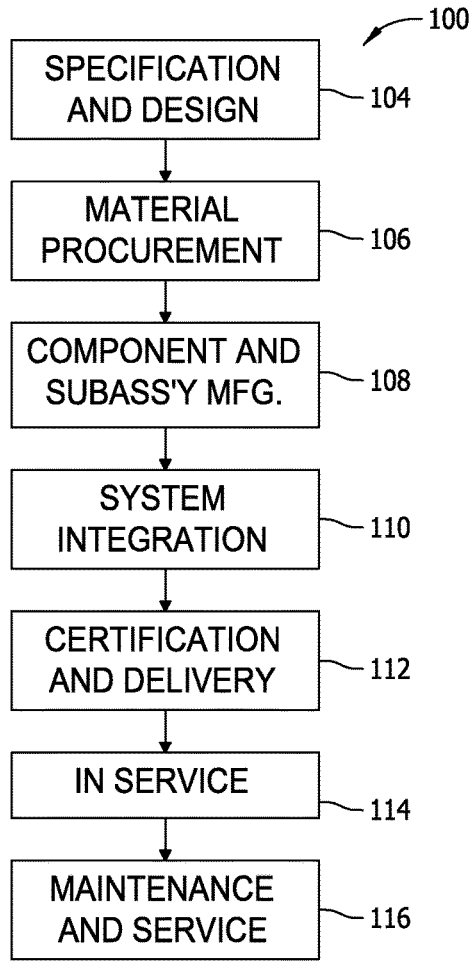 100
SPECIFICATION
AND DESIGN
104
MATERIAL
PROCUREMENT
106
COMPONENT AND
SUBASS'Y MFG.
108
SYSTEM
INTEGRATION
110
CERTIFICATION
AND DELIVERY
112
IN SERVICE
114
MAINTENANCE
AND SERVICE
116